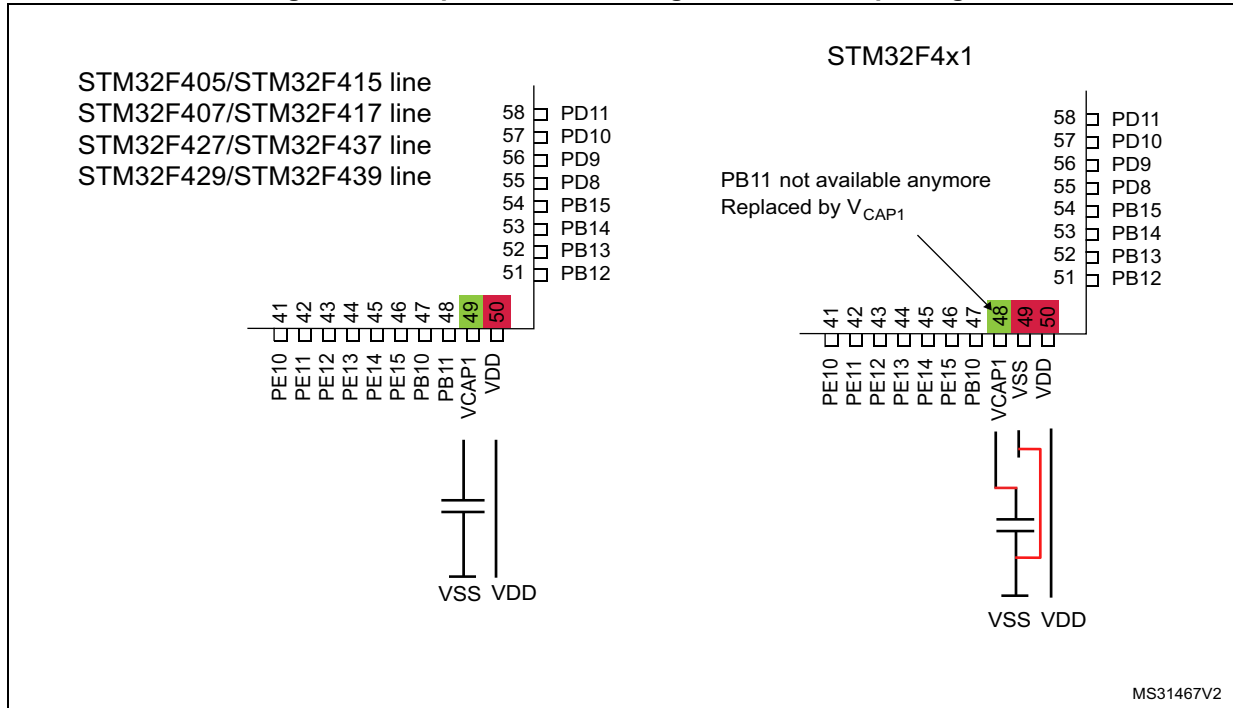 STM32F405/STM32F415 line
STM32F407/STM32F417 line
STM32F427/STM32F437 line
STM32F429/STM32F439 line
58 PD11
57 PD10
56 PD9
55 PD8
54 PB15
53 PB14
52 PB13
51 PB12
41 42 43 44 45 46 47 48 49 50
PE10 PE11 PE12 PE13 PE14 PE15 PB10 PB11 VCAP1 VDD
VSS VDD
STM32F4x1
PB11 not available anymore
Replaced by VCAP1
58 PD11
57 PD10
56 PD9
55 PD8
54 PB15
53 PB14
52 PB13
51 PB12
41 42 43 44 45 46 47 48 49 50
PE10 PE11 PE12 PE13 PE14 PE15 PB10 VCAP1 VSS VDD
VSS VDD
MS31467V2